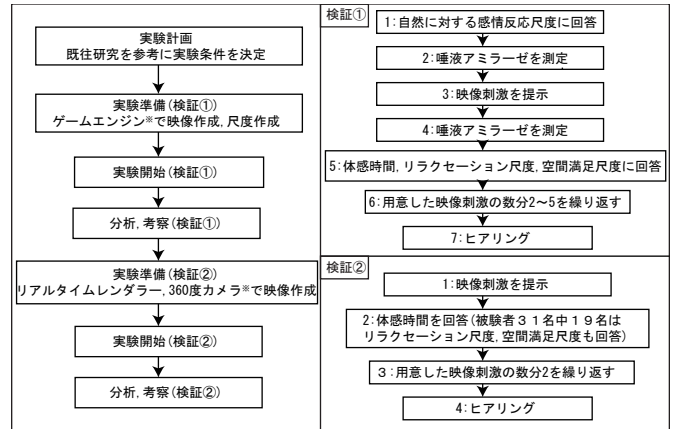 実験計画
既往研究を参考に実験条件を決定
実験準備(検証①)
ゲームエンジン※で映像作成,尺度作成
実験開始(検証①)
分析,考察(検証①)
実験準備(検証②)
リアルタイムレンダラー,360度カメラ※で映像作成
実験開始(検証②)
分析,考察(検証②)
検証①
1:自然に対する感情反応尺度に回答
2:唾液アミラーゼを測定
3:映像刺激を提示
4:唾液アミラーゼを測定
5:体感時間,リラクセーション尺度,空間満足尺度に回答
6:用意した映像刺激の数分2～5を繰り返す
7:ヒアリング
検証②
1:映像刺激を提示
2:体感時間を回答(被験者31名中19名は
リラクセーション尺度,空間満足尺度も回答)
3:用意した映像刺激の数分2を繰り返す
4:ヒアリング